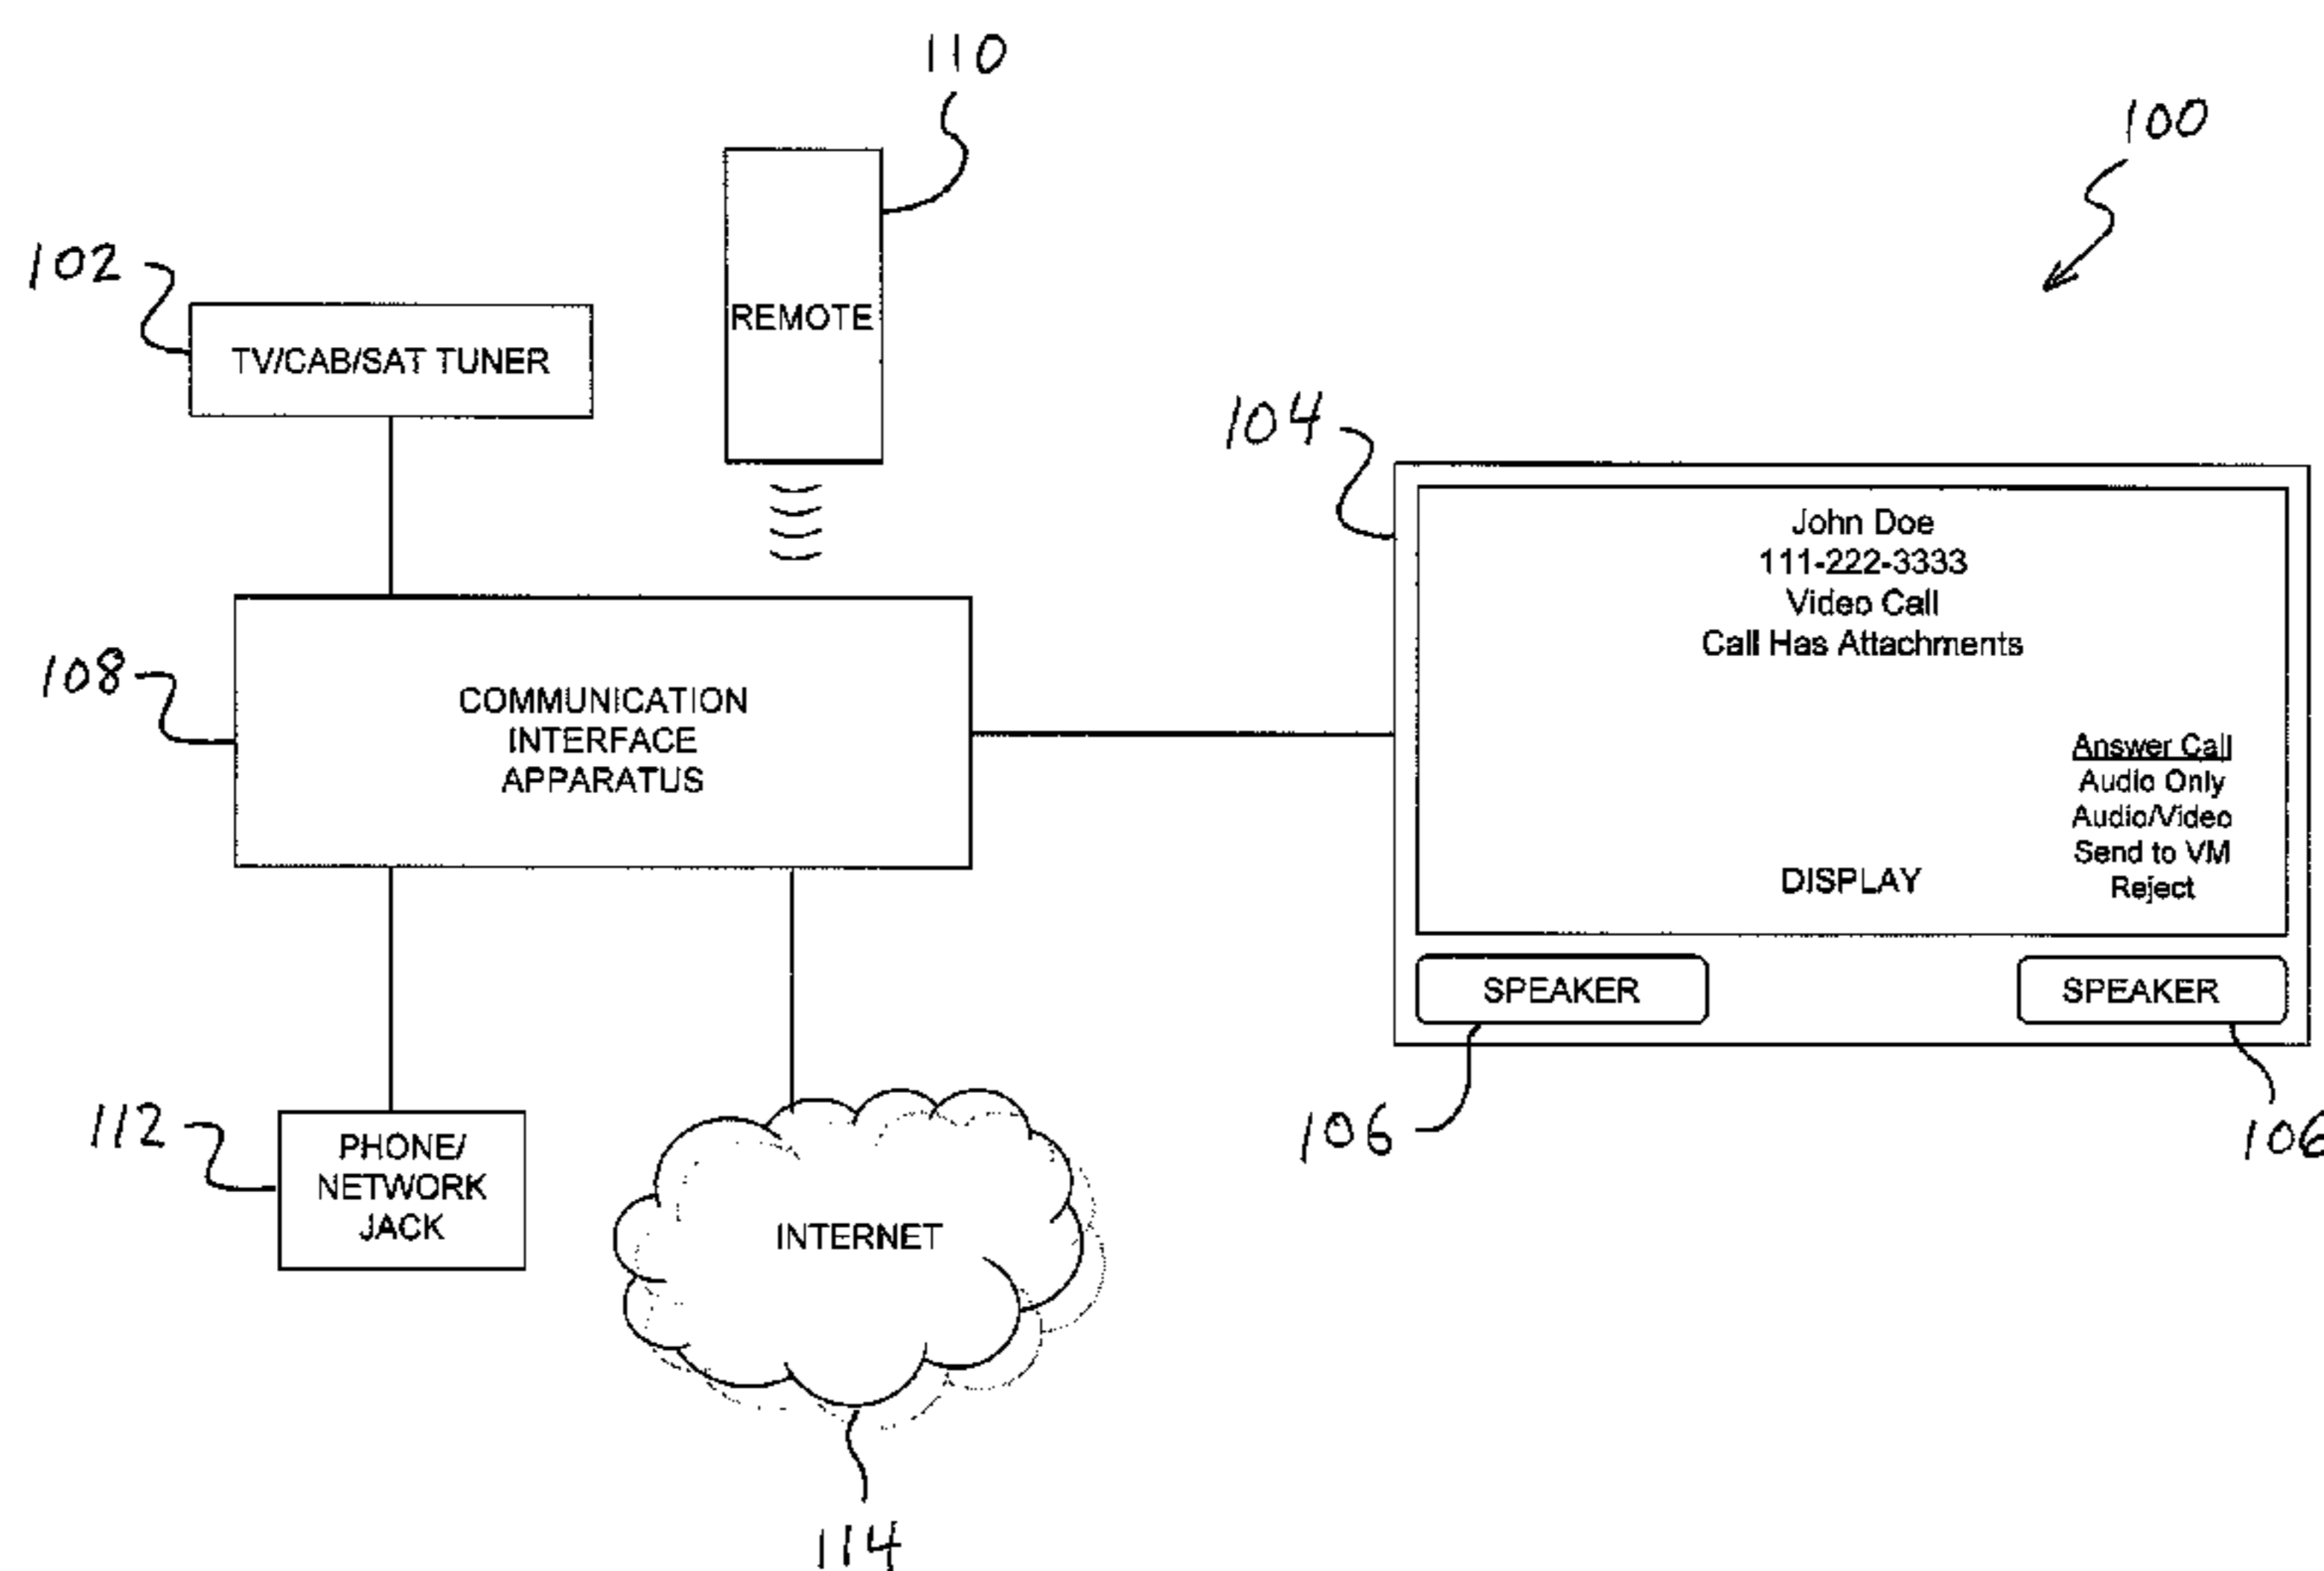 110
100
102
TV/CAB/SAT TUNER
REMOTE
104
John Doe
111-222-3333
Video Call
Call Has Attachments
108
COMMUNICATION
INTERFACE
APPARATUS
Answer Call
Audio Only
Audio/Video
Send to VM
Reject
DISPLAY
SPEAKER
SPEAKER
106
106
112
PHONE/
NETWORK
JACK
INTERNET
114